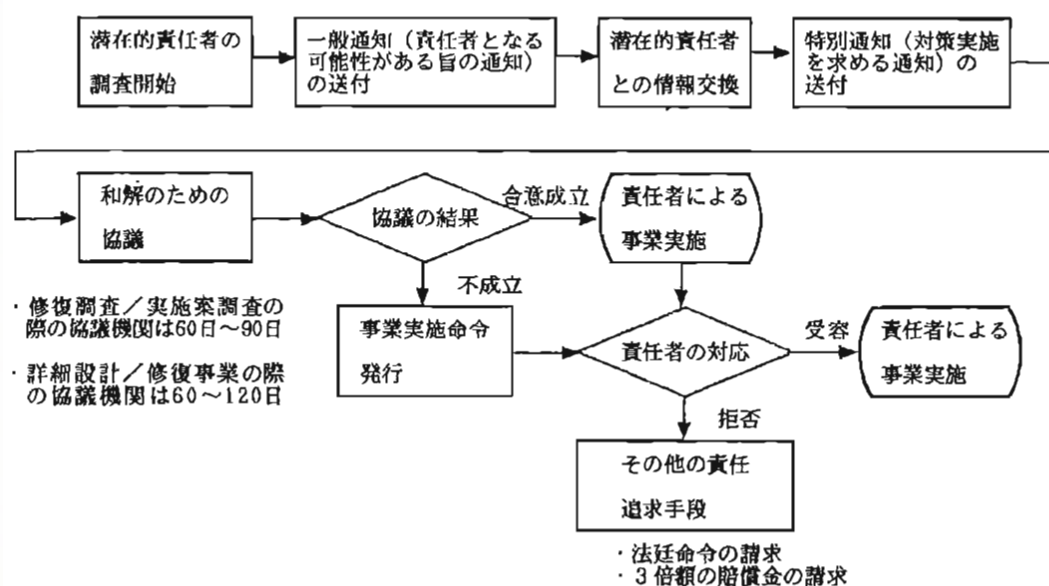 潜在的責任者の
調査開始
一般通知（責任者となる
可能性がある旨の通知）
の送付
潜在的責任者
との情報交換
特別通知（対策実施
を求める通知）の
送付
和解のための
協議
協議の結果
合意成立
責任者による
事業実施
不成立
・修復調査／実施案調査の
際の協議機関は60日～90日
・詳細設計／修復事業の際
の協議機関は60～120日
事業実施命令
発行
責任者の対応
受容
責任者による
事業実施
拒否
その他の責任
追求手段
・法廷命令の請求
・３倍額の賠償金の請求